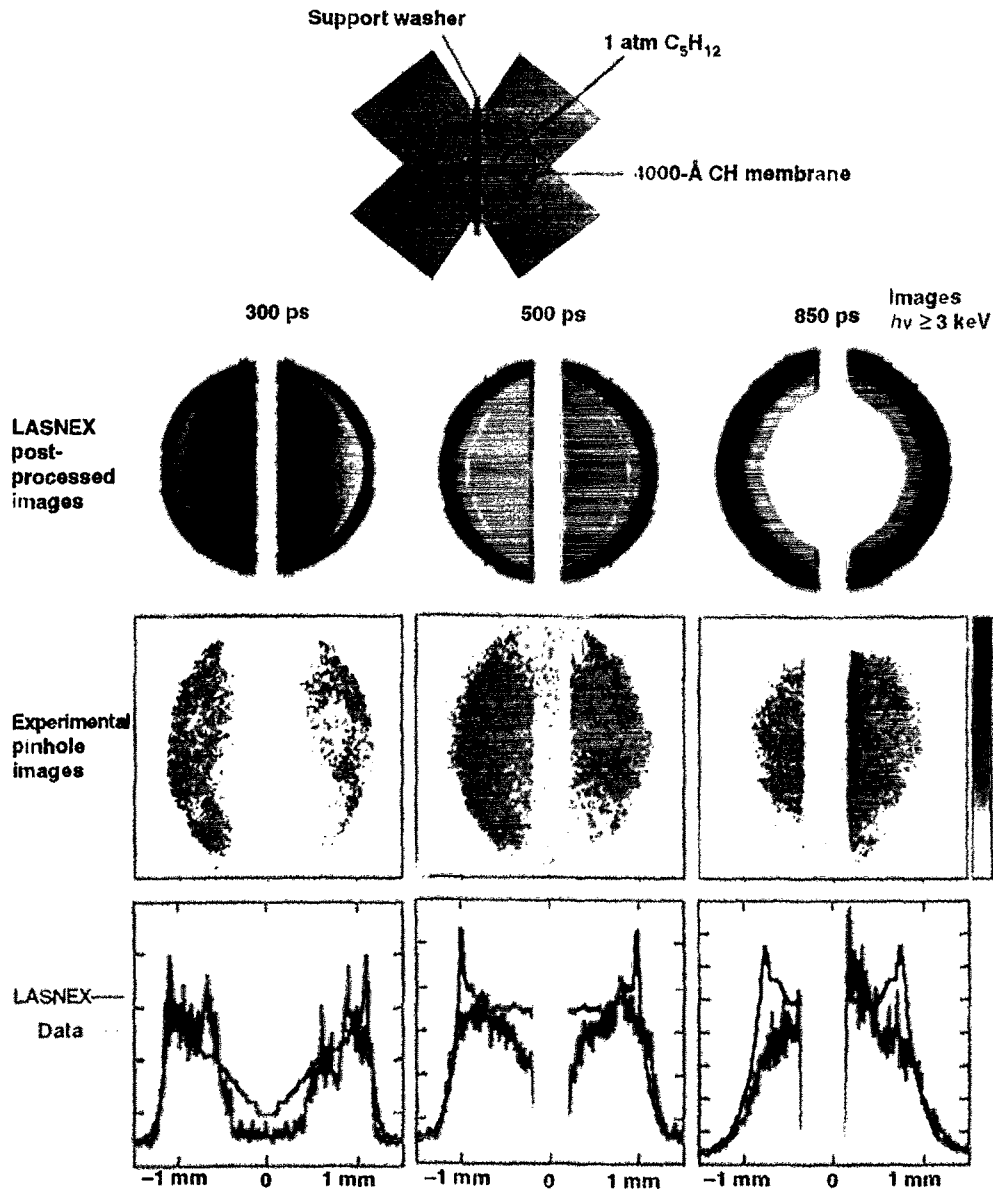 Support washer
1 atm C₅H₁₂
4000-Å CH membrane
300 ps
500 ps
850 ps
Images
hν ≥ 3 keV
LASNEX
post-
processed
images
Experimental
pinhole
images
LASNEX
Data
−1 mm 0 1 mm
−1 mm 0 1 mm
−1 mm 0 1 mm